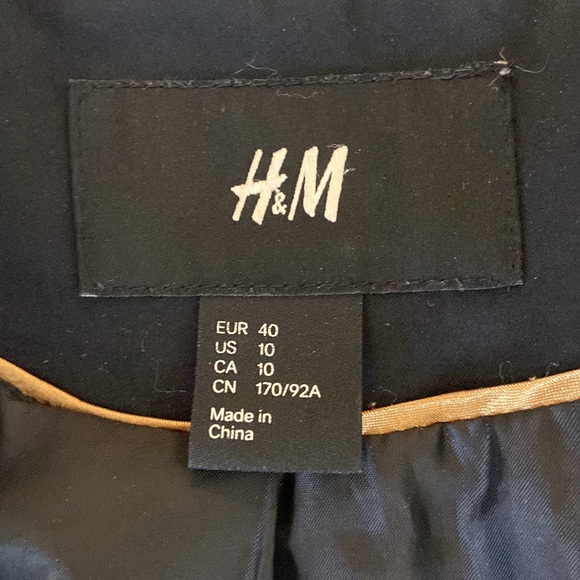 H&M
EUR 40
US 10
CA 10
CN 170/92A
Made in
China